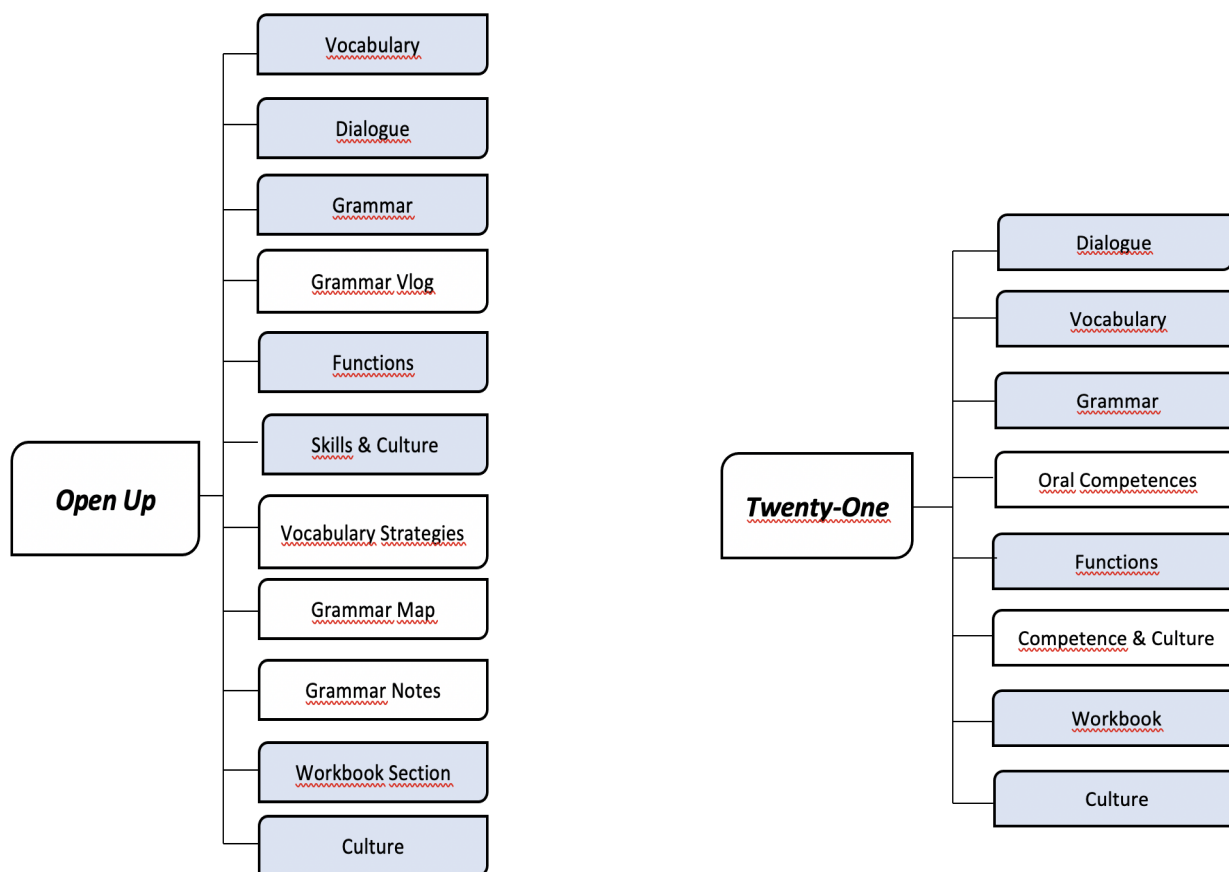 Open Up
Vocabulary
Dialogue
Grammar
Grammar Vlog
Functions
Skills & Culture
Vocabulary Strategies
Grammar Map
Grammar Notes
Workbook Section
Culture
Twenty-One
Dialogue
Vocabulary
Grammar
Oral Competences
Functions
Competence & Culture
Workbook
Culture